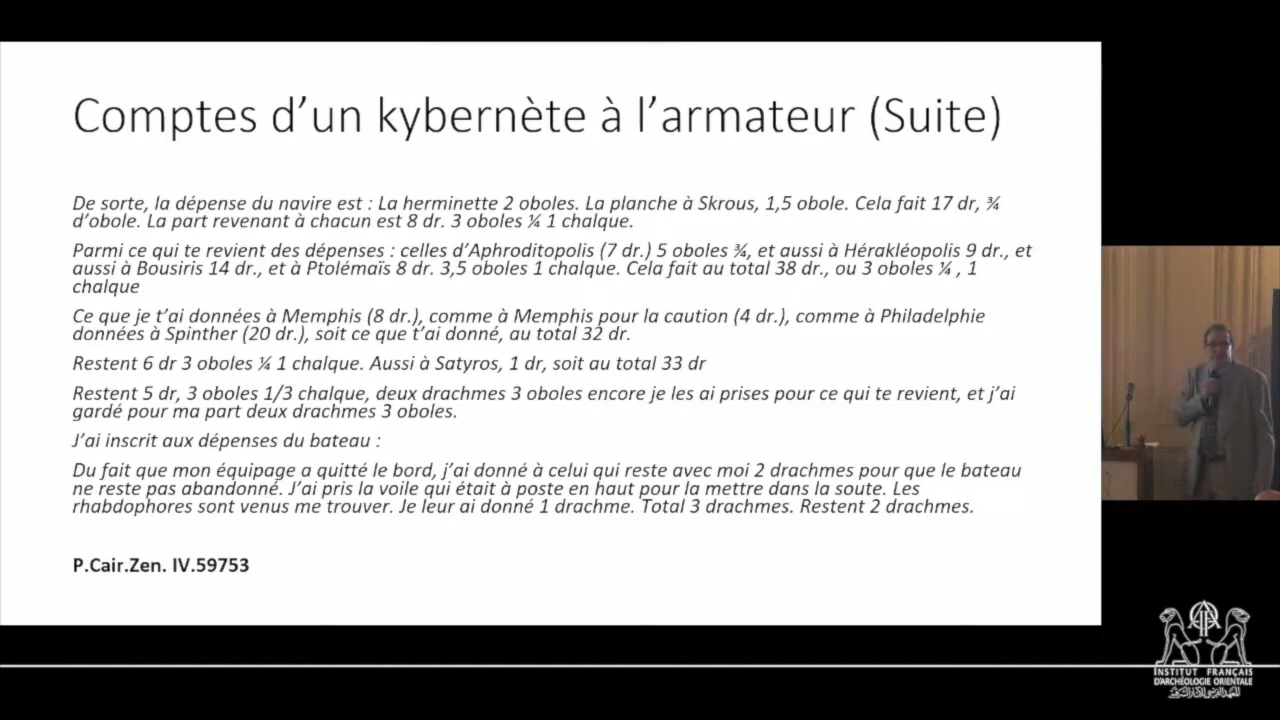 Comptes d’un kybernète à l’armateur (Suite)
De sorte, la dépense du navire est : La herminette 2 oboles. La planche à Skrous, 1,5 obole. Cela fait 17 dr, ¾
d’obole. La part revenant à chacun est 8 dr. 3 oboles ¼ 1 chalque.
Parmi ce qui te revient des dépenses : celles d’Aphroditopolis (7 dr.) 5 oboles ¾, et aussi à Hérakléopolis 9 dr., et
aussi à Bousiris 14 dr., et à Ptolémaïs 8 dr. 3,5 oboles 1 chalque. Cela fait au total 38 dr., ou 3 oboles ¼ , 1
chalque
Ce que je t’ai données à Memphis (8 dr.), comme à Memphis pour la caution (4 dr.), comme à Philadelphie
données à Spinther (20 dr.), soit ce que t’ai donné, au total 32 dr.
Restent 6 dr 3 oboles ¼ 1 chalque. Aussi à Satyros, 1 dr, soit au total 33 dr
Restent 5 dr, 3 oboles 1/3 chalque, deux drachmes 3 oboles encore je les ai prises pour ce qui te revient, et j’ai
gardé pour ma part deux drachmes 3 oboles.
J’ai inscrit aux dépenses du bateau :
Du fait que mon équipage a quitté le bord, j’ai donné à celui qui reste avec moi 2 drachmes pour que le bateau
ne reste pas abandonné. J’ai pris la voile qui était à poste en haut pour la mettre dans la soute. Les
rhabdophores sont venus me trouver. Je leur ai donné 1 drachme. Total 3 drachmes. Restent 2 drachmes.
P.Cair.Zen. IV.59753
INSTITUT FRANÇAIS
D’ARCHÉOLOGIE ORIENTALE